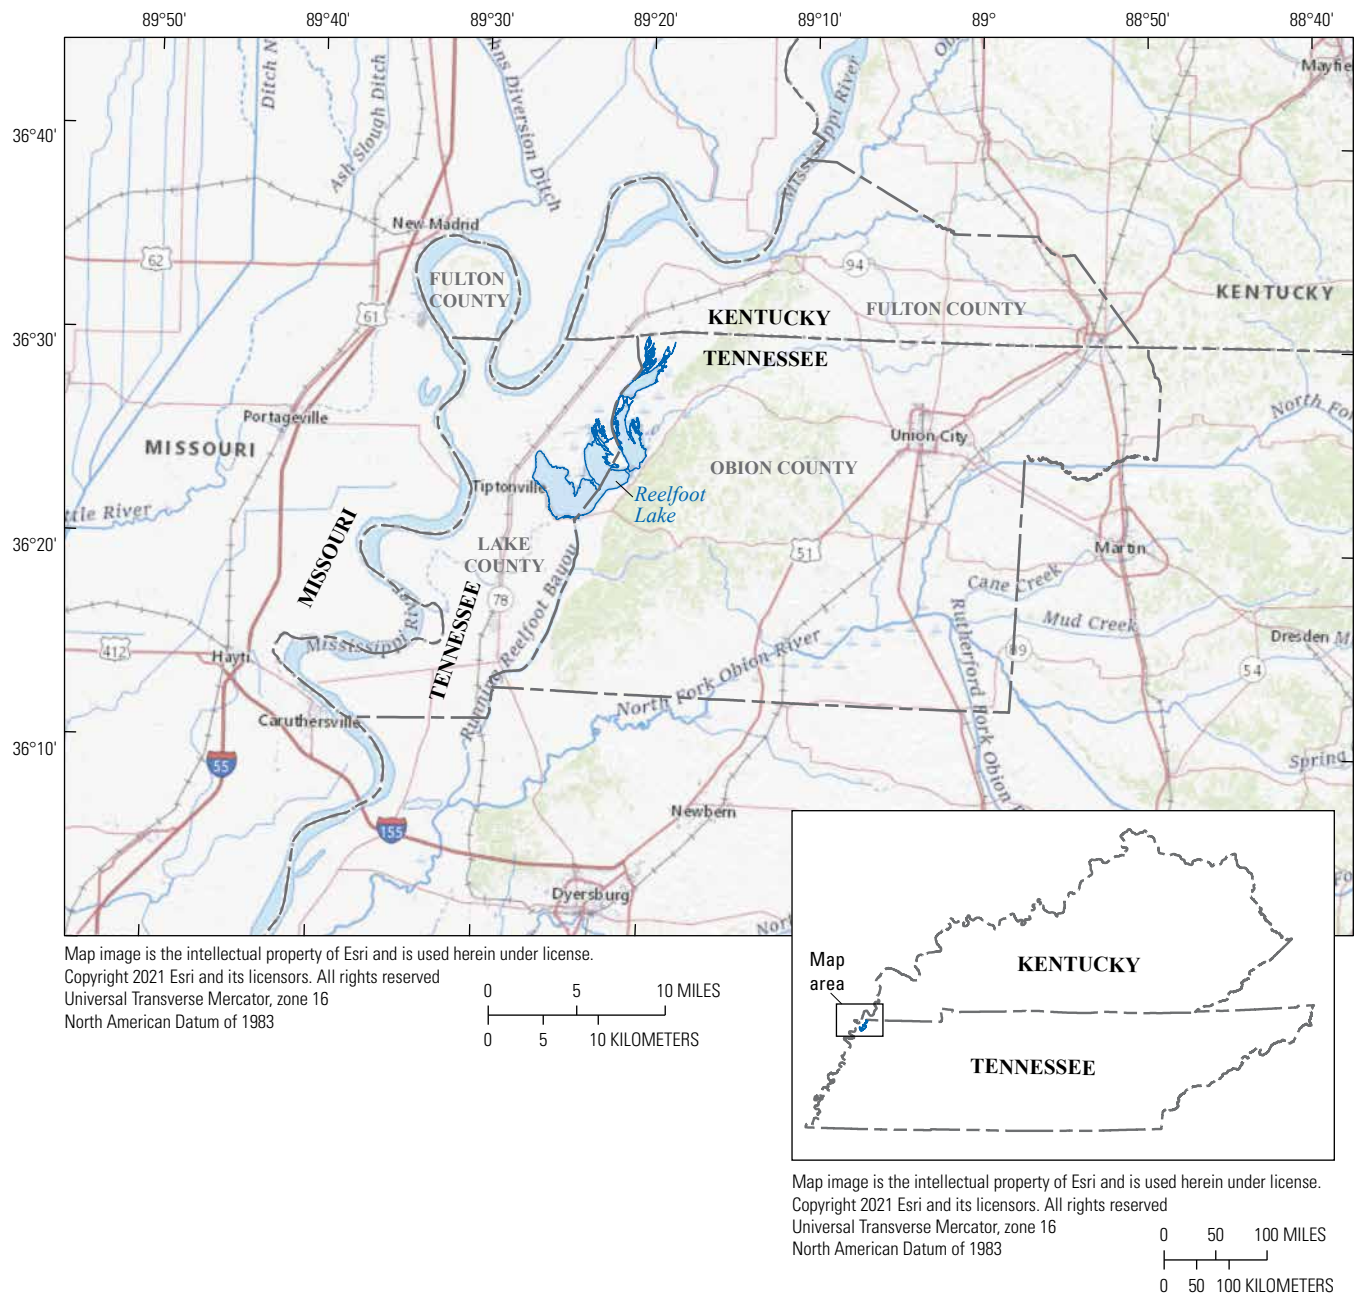 89°50'
89°40'
89°30'
89°20'
89°10'
89°
88°50'
88°40'
36°40'
36°30'
36°20'
36°10'
Ditch N
Ash Slough Ditch
hns Diversion Ditch
Mississippi River
Ob
Mayfie
New Madrid
62
61
FULTON
COUNTY
94
FULTON COUNTY
KENTUCKY
KENTUCKY
TENNESSEE
Portageville
MISSOURI
Union City
North Fo
OBION COUNTY
Tiptonville
Reelfoot
Lake
ttle River
MISSOURI
LAKE
COUNTY
51
Martin
Cane Creek
Mud Creek
78
TENNESSEE
Running Reelfoot Bayou
Mississippi Riv
Rutherford Fork Obion R
89
Dresden M
54
412
Hayti
North Fork Obion River
Caruthersville
55
155
Spring
Newbern
Dyersburg
Nort
Map image is the intellectual property of Esri and is used herein under license.
Copyright 2021 Esri and its licensors. All rights reserved
Universal Transverse Mercator, zone 16
North American Datum of 1983
0 5 10 MILES
0 5 10 KILOMETERS
Map
area
KENTUCKY
TENNESSEE
Map image is the intellectual property of Esri and is used herein under license.
Copyright 2021 Esri and its licensors. All rights reserved
Universal Transverse Mercator, zone 16
North American Datum of 1983
0 50 100 MILES
0 50 100 KILOMETERS